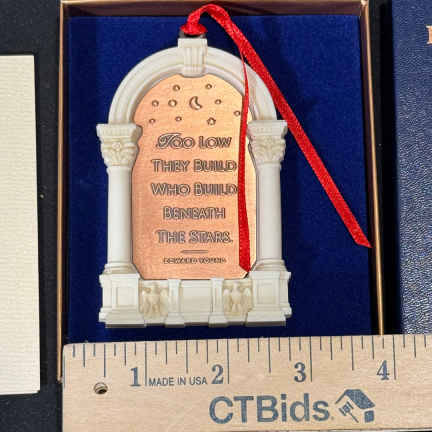 Too Low
They Build
Who Build
Beneath
The Stars.
Edward Young
1 MADE IN USA 2 3 4
CTBids